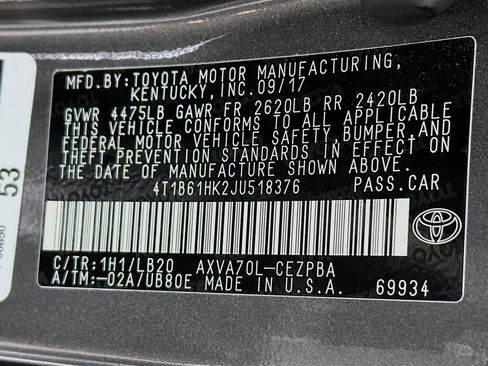 MFD.BY:TOYOTA MOTOR MANUFACTURING,
KENTUCKY, INC.09/17
GVWR 4475LB GAWR FR 2620LB RR 2420LB
THIS VEHICLE CONFORMS TO ALL APPLICABLE
FEDERAL MOTOR VEHICLE SAFETY, BUMPER,AND
THEFT PREVENTION STANDARDS IN EFFECT ON
THE DATE OF MANUFACTURE SHOWN ABOVE.
4T1B61HK2JU518376 PASS.CAR
C/TR:1H1/LB20 AXVA70L-CEZPBA
A/TM:-02A/UB80E MADE IN U.S.A. 69934
53